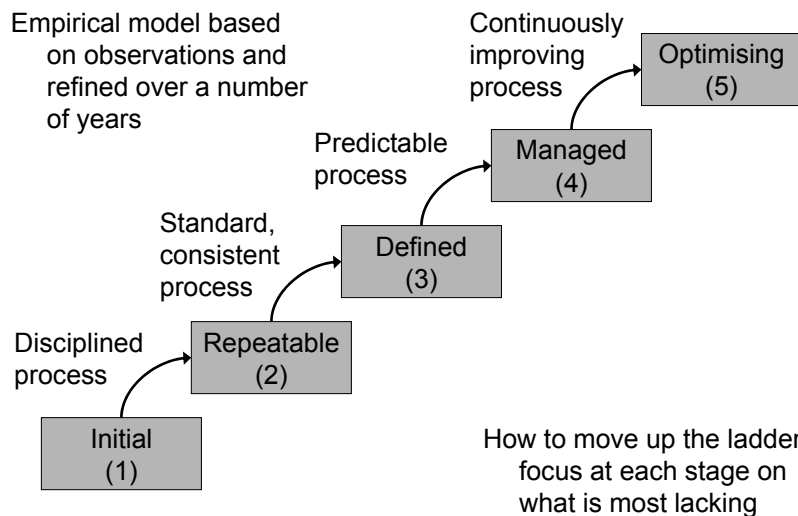 Empirical model based
on observations and
refined over a number
of years
Continuously
improving
process
Optimising
(5)
Predictable
process
Managed
(4)
Standard,
consistent
process
Defined
(3)
Disciplined
process
Repeatable
(2)
Initial
(1)
How to move up the ladder
focus at each stage on
what is most lacking